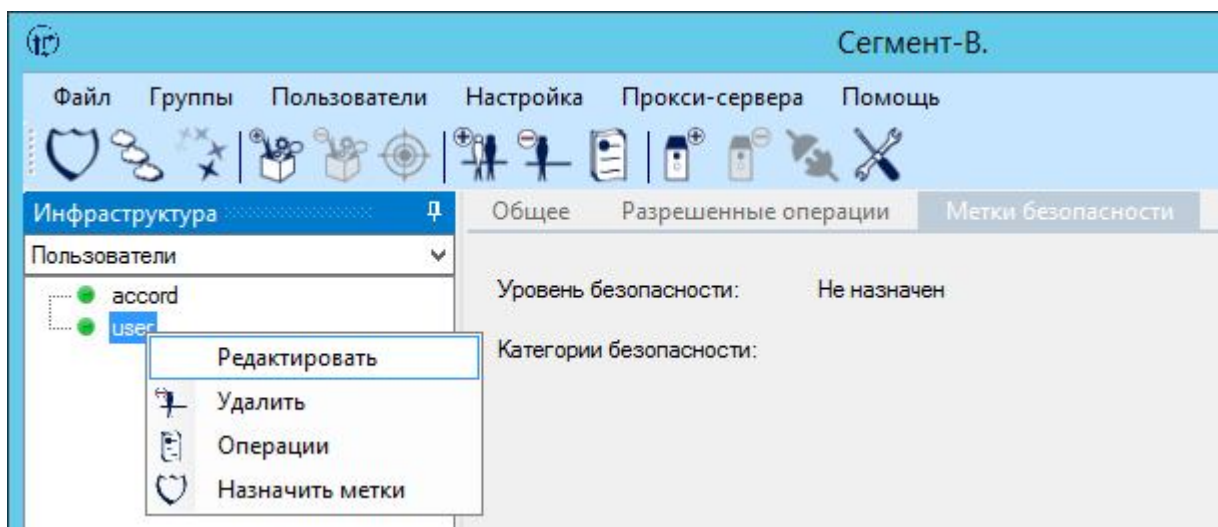 Сегмент-В.
Файл Группы Пользователи Настройка Прокси-сервера Помощь
Инфраструктура
Общее Разрешенные операции Метки безопасности
Пользователи
accord
user
Уровень безопасности: Не назначен
Категории безопасности:
Редактировать
Удалить
Операции
Назначить метки